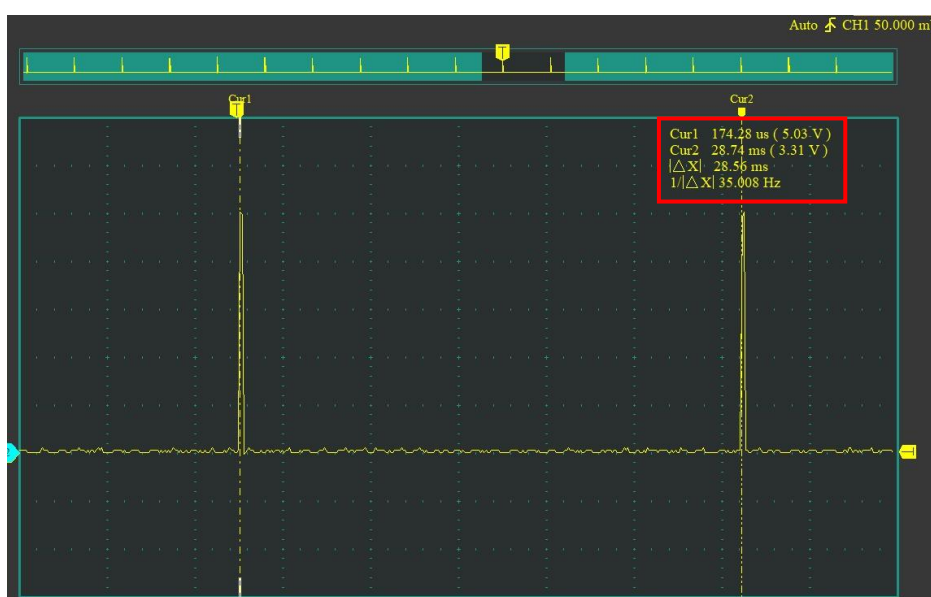 Auto CH1 50.000 m
T
Cur1
T
Cur2
Cur1 174.28 us ( 5.03 V )
Cur2 28.74 ms ( 3.31 V )
|△X| 28.56 ms
1/|△X| 35.008 Hz
T